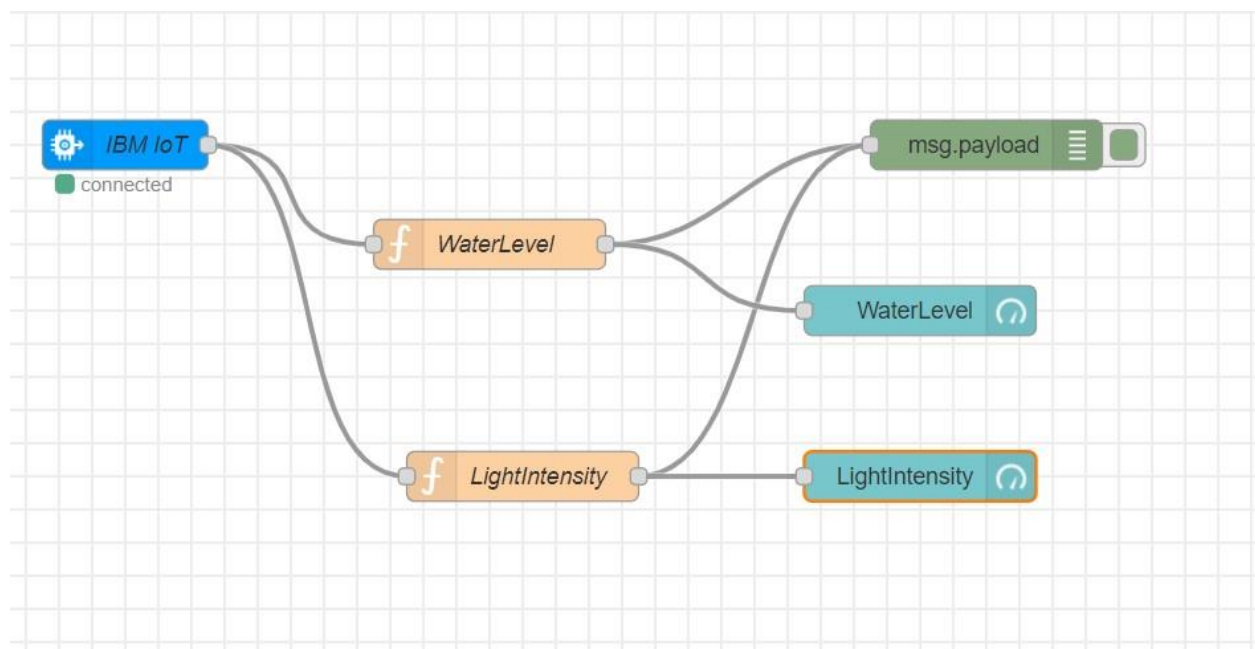 IBM IoT
connected
msg.payload
WaterLevel
WaterLevel
LightIntensity
LightIntensity